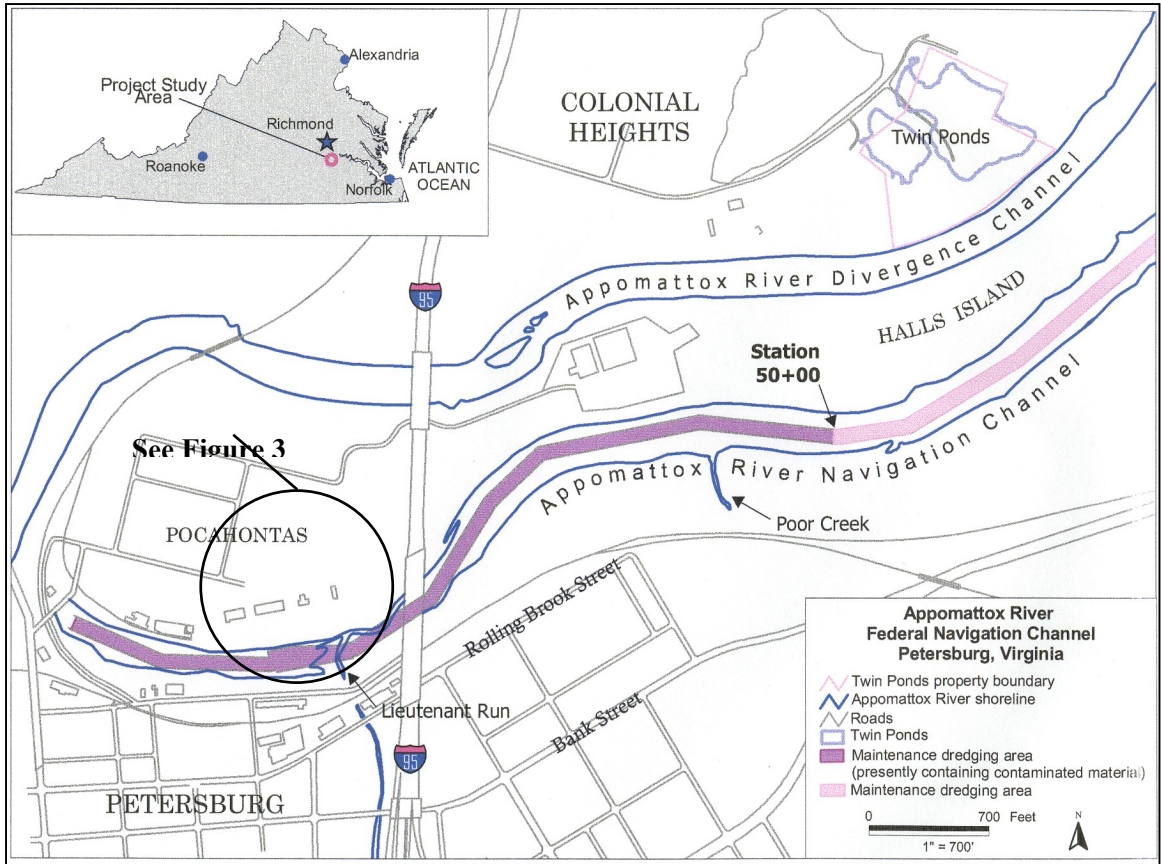 Alexandria
Project Study
Area
Richmond
Roanoke
ATLANTIC
OCEAN
Norfolk
COLONIAL
HEIGHTS
Twin Ponds
95
Appomattox River Divergence Channel
HALLS ISLAND
Station
50+00
See Figure 3
Appomattox River Navigation Channel
POCAHONTAS
Poor Creek
Rolling Brook Street
Lieutenant Run
Bank Street
95
PETERSBURG
Appomattox River
Federal Navigation Channel
Petersburg, Virginia
Twin Ponds property boundary
Appomattox River shoreline
Roads
Twin Ponds
Maintenance dredging area
(presently containing contaminated material)
Maintenance dredging area
0 700 Feet
1" = 700'
N